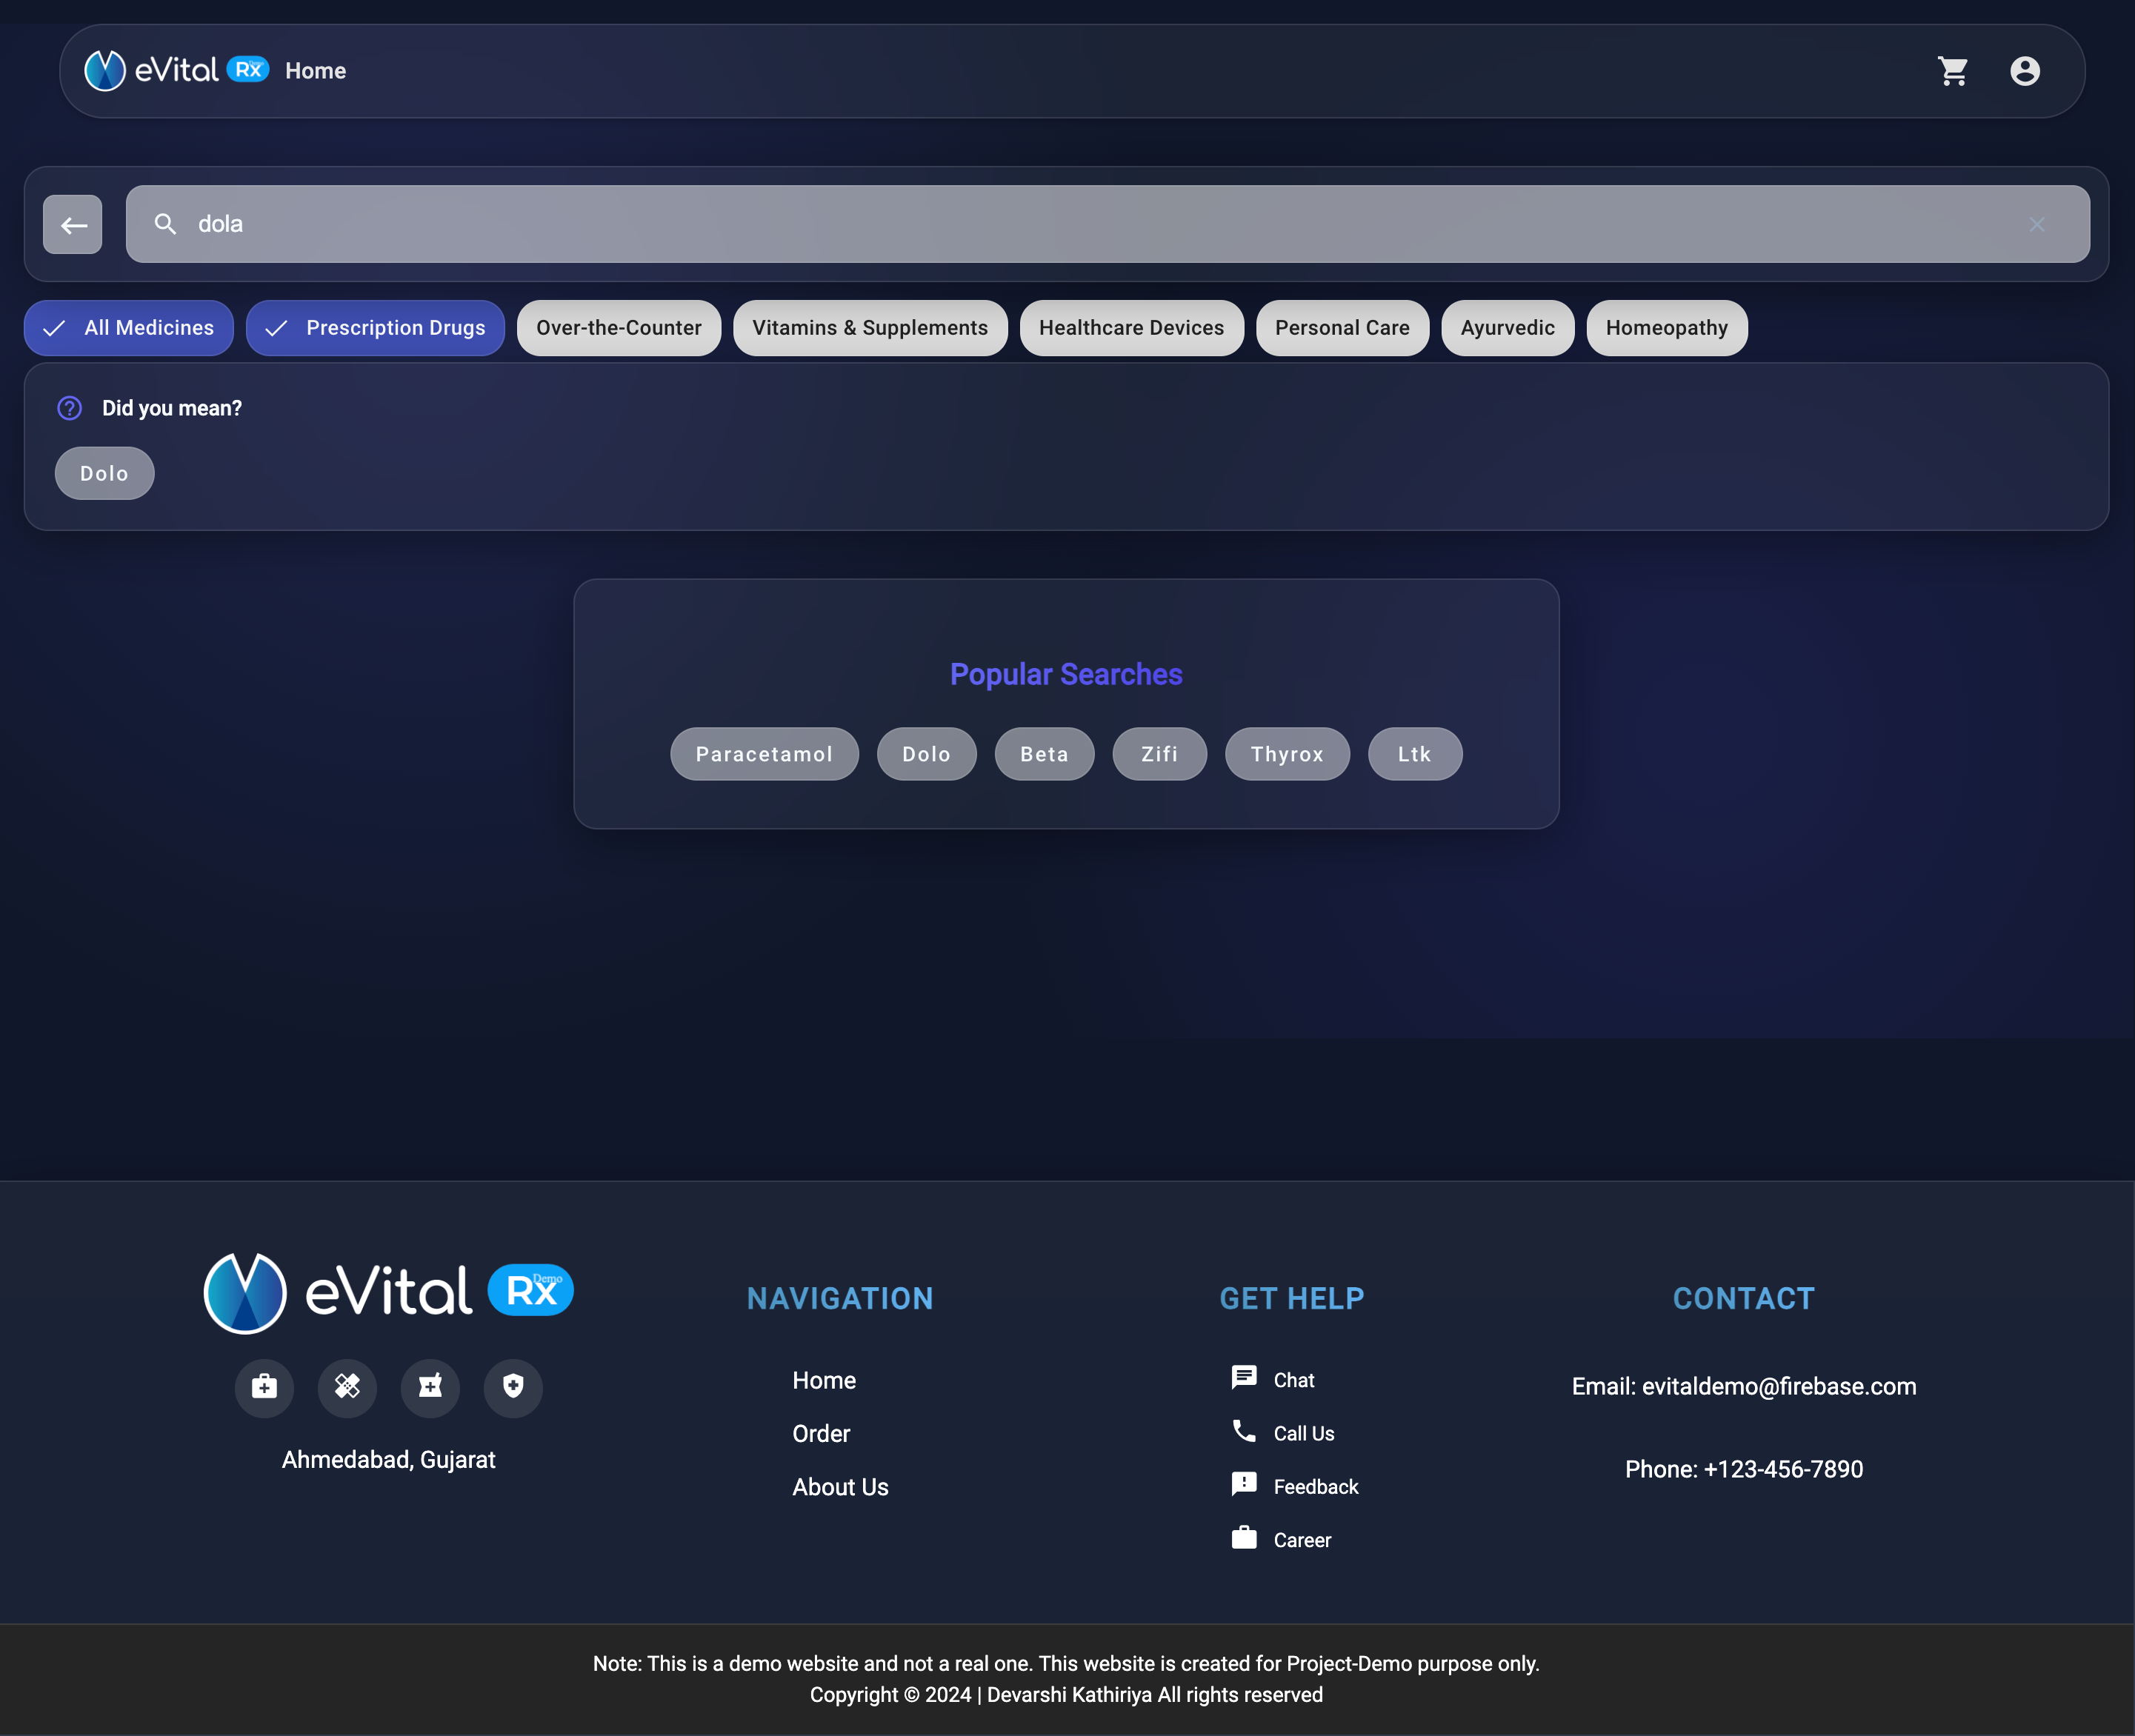 eVital Rx Demo Home
dola
All Medicines Prescription Drugs Over-the-Counter Vitamins & Supplements Healthcare Devices Personal Care Ayurvedic Homeopathy
Did you mean?
Dolo
Popular Searches
Paracetamol Dolo Beta Zifi Thyrox Ltk
eVital Rx Demo
Ahmedabad, Gujarat
NAVIGATION
Home
Order
About Us
GET HELP
Chat
Call Us
Feedback
Career
CONTACT
Email: evitaldemo@firebase.com
Phone: +123-456-7890
Note: This is a demo website and not a real one. This website is created for Project-Demo purpose only.
Copyright © 2024 | Devarshi Kathiriya All rights reserved